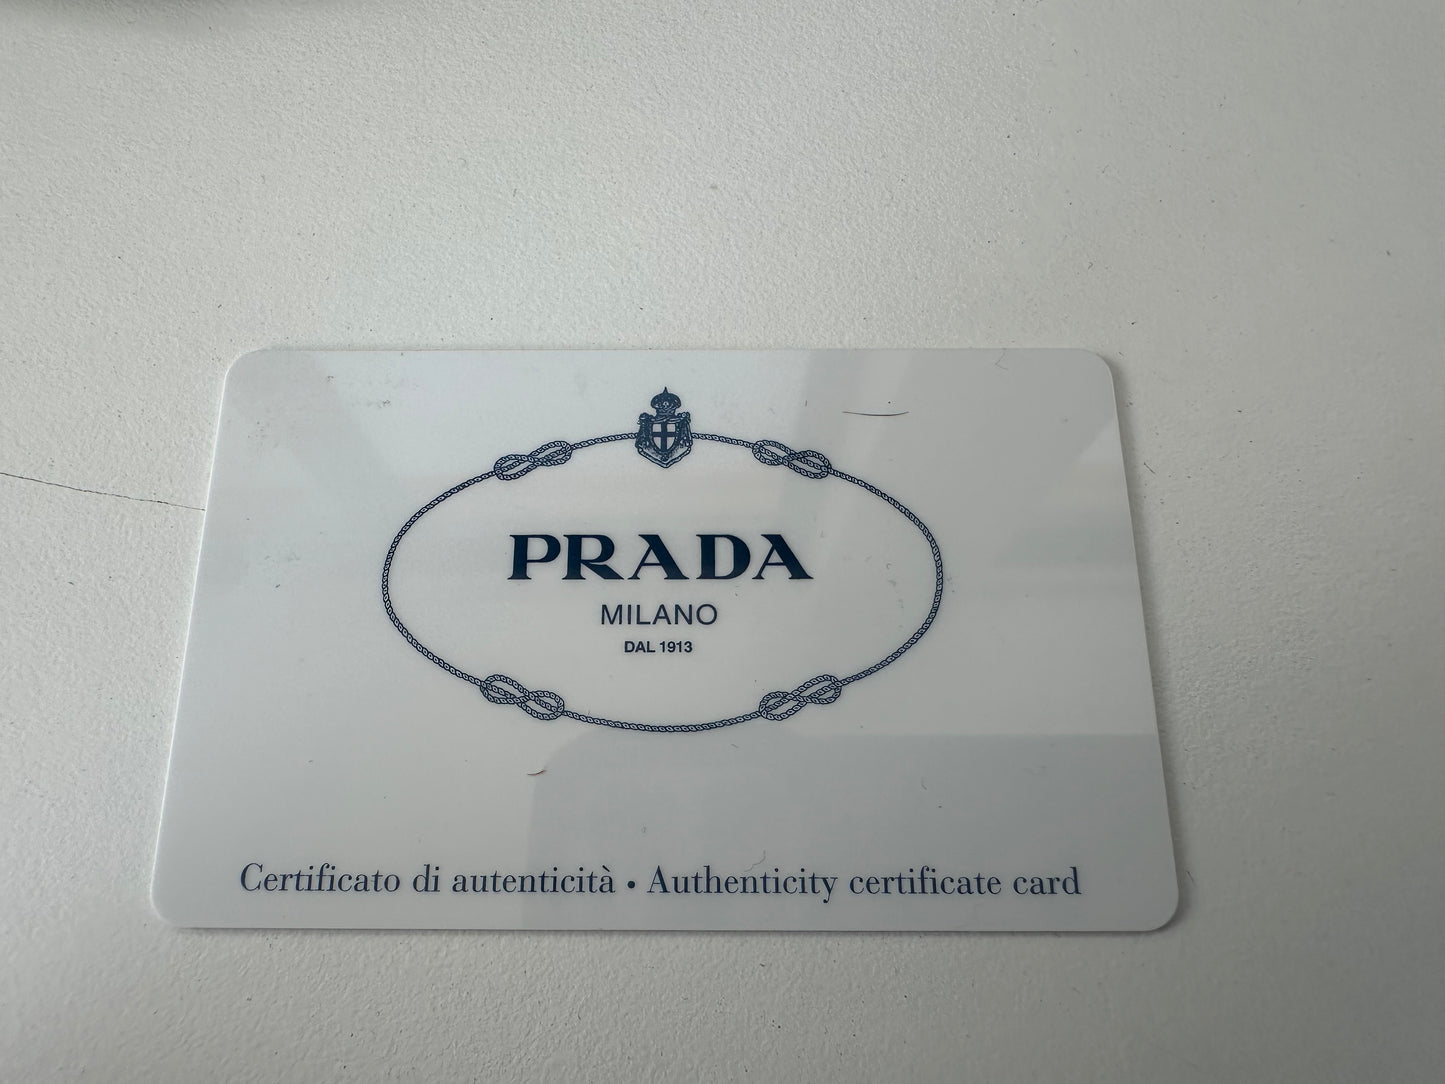 PRADA
MILANO
DAL 1913
Certificato di autenticità • Authenticity certificate card